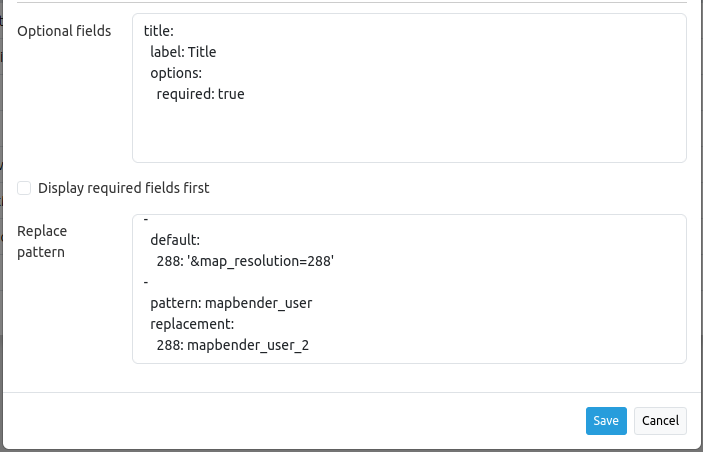 Optional fields
title:
label: Title
options:
required: true
Display required fields first
Replace
pattern
-
default:
288: '&map_resolution=288'
-
pattern: mapbender_user
replacement:
288: mapbender_user_2
Save
Cancel